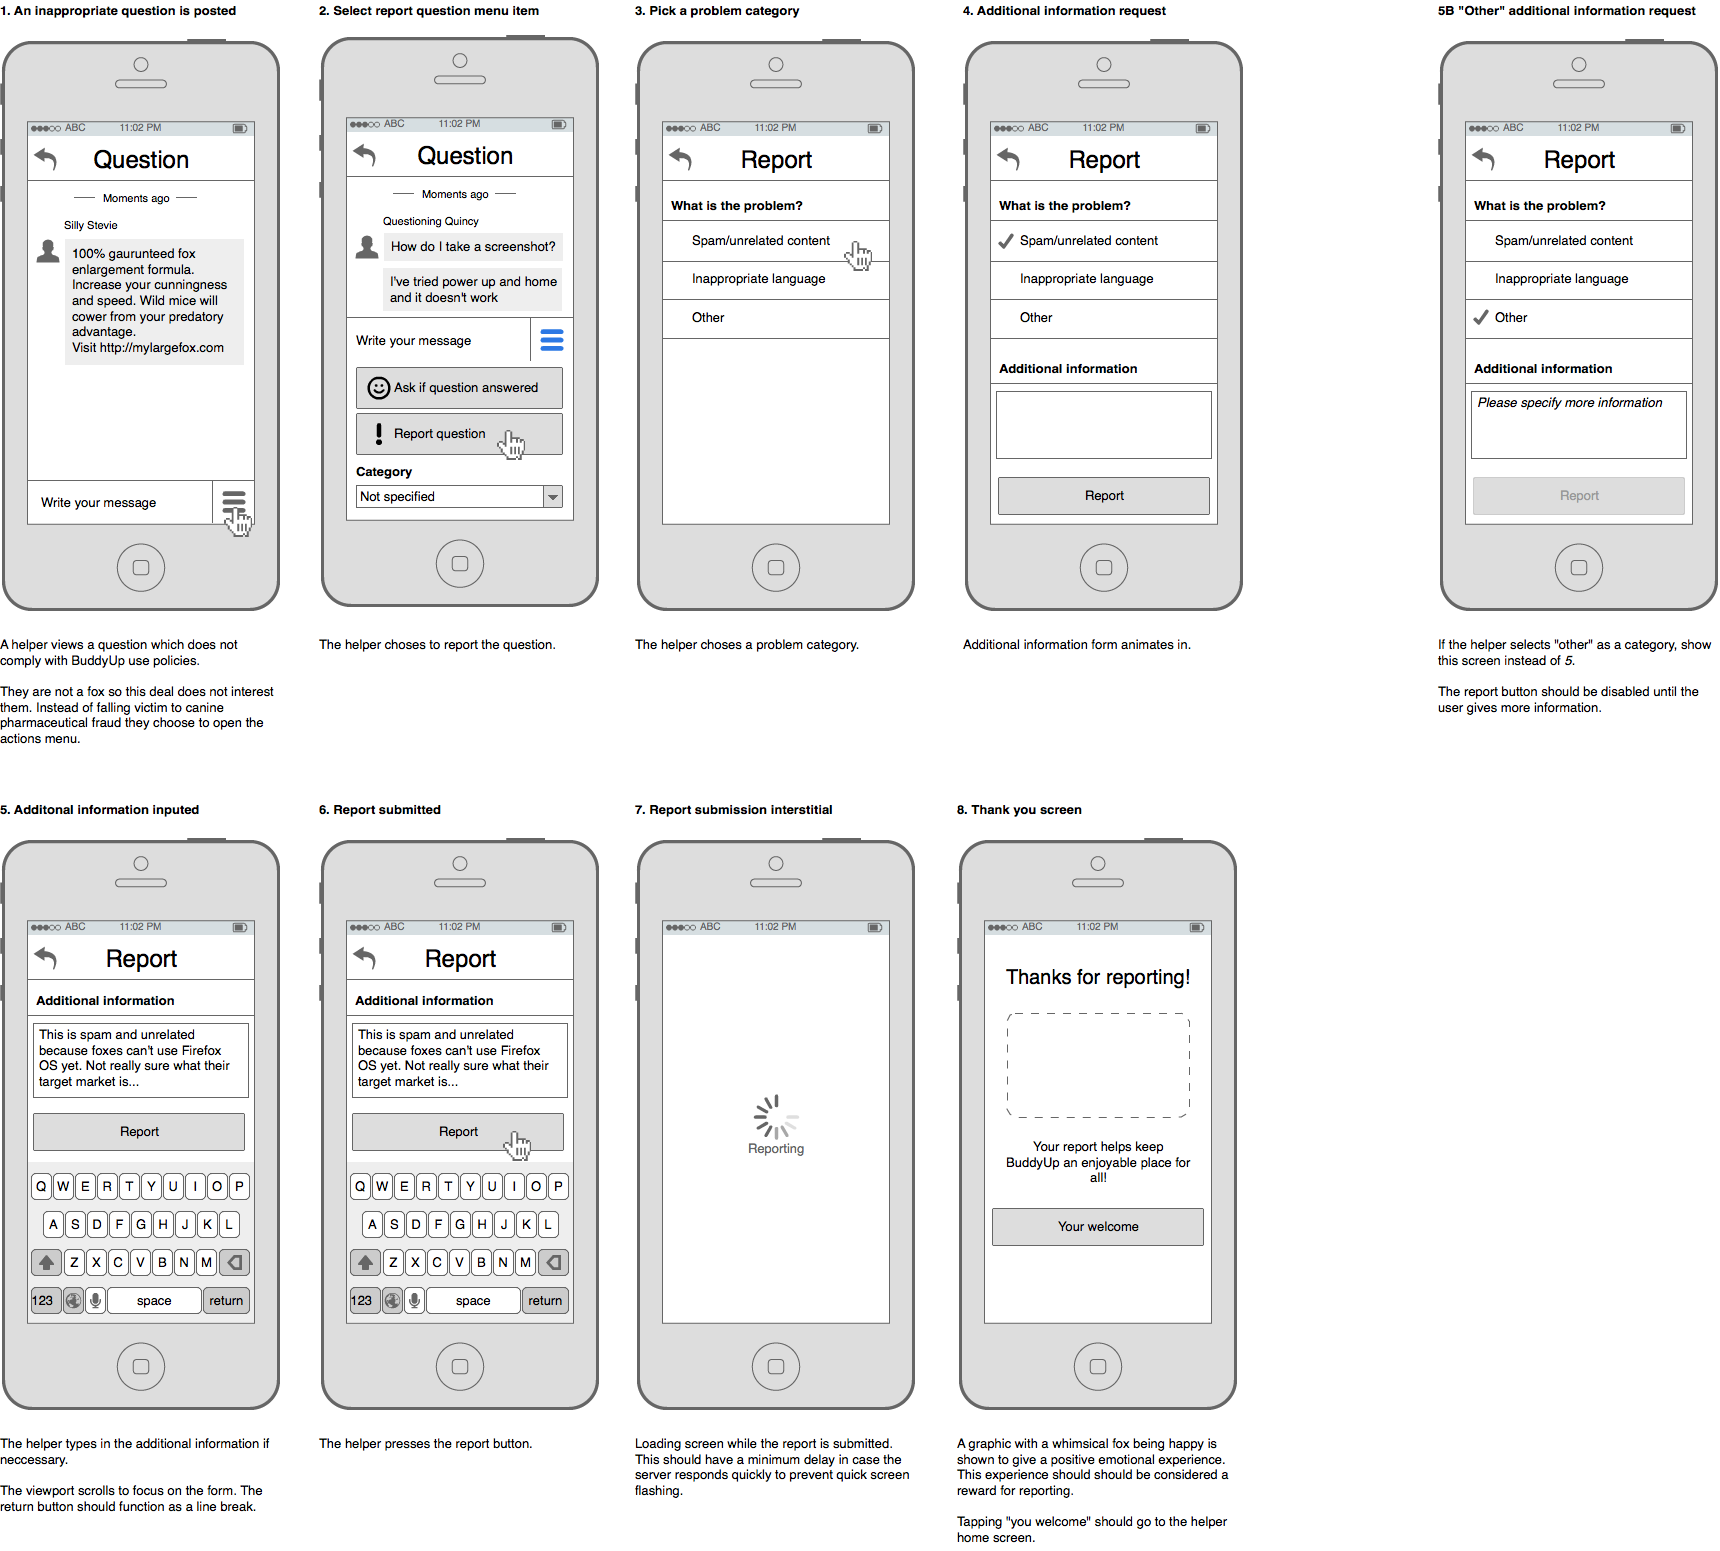 1. An inappropriate question is posted
ABC 11:02 PM
Question
Moments ago
Silly Stevie
100% gaurunteed fox
enlargement formula.
Increase your cunningness
and speed. Wild mice will
cower from your predatory
advantage.
Visit http://mylargefox.com
Write your message
A helper views a question which does not
comply with BuddyUp use policies.
They are not a fox so this deal does not interest
them. Instead of falling victim to canine
pharmaceutical fraud they choose to open the
actions menu.
2. Select report question menu item
ABC 11:02 PM
Question
Moments ago
Questioning Quincy
How do I take a screenshot?
I've tried power up and home
and it doesn't work
Write your message
Ask if question answered
Report question
Category
Not specified
The helper choses to report the question.
3. Pick a problem category
ABC 11:02 PM
Report
What is the problem?
Spam/unrelated content
Inappropriate language
Other
The helper choses a problem category.
4. Additional information request
ABC 11:02 PM
Report
What is the problem?
Spam/unrelated content
Inappropriate language
Other
Additional information
Report
Additional information form animates in.
5B "Other" additional information request
ABC 11:02 PM
Report
What is the problem?
Spam/unrelated content
Inappropriate language
Other
Additional information
Please specify more information
Report
If the helper selects "other" as a category, show
this screen instead of 5.
The report button should be disabled until the
user gives more information.
5. Additonal information inputed
ABC 11:02 PM
Report
Additional information
This is spam and unrelated
because foxes can't use Firefox
OS yet. Not really sure what their
target market is...
Report
Q W E R T Y U I O P
A S D F G H J K L
Z X C V B N M
123 space return
The helper types in the additional information if
neccessary.
The viewport scrolls to focus on the form. The
return button should function as a line break.
6. Report submitted
ABC 11:02 PM
Report
Additional information
This is spam and unrelated
because foxes can't use Firefox
OS yet. Not really sure what their
target market is...
Report
Q W E R T Y U I O P
A S D F G H J K L
Z X C V B N M
123 space return
The helper presses the report button.
7. Report submission interstitial
ABC 11:02 PM
Reporting
Loading screen while the report is submitted.
This should have a minimum delay in case the
server responds quickly to prevent quick screen
flashing.
8. Thank you screen
ABC 11:02 PM
Thanks for reporting!
Your report helps keep
BuddyUp an enjoyable place for
all!
Your welcome
A graphic with a whimsical fox being happy is
shown to give a positive emotional experience.
This experience should should be considered a
reward for reporting.
Tapping "you welcome" should go to the helper
home screen.